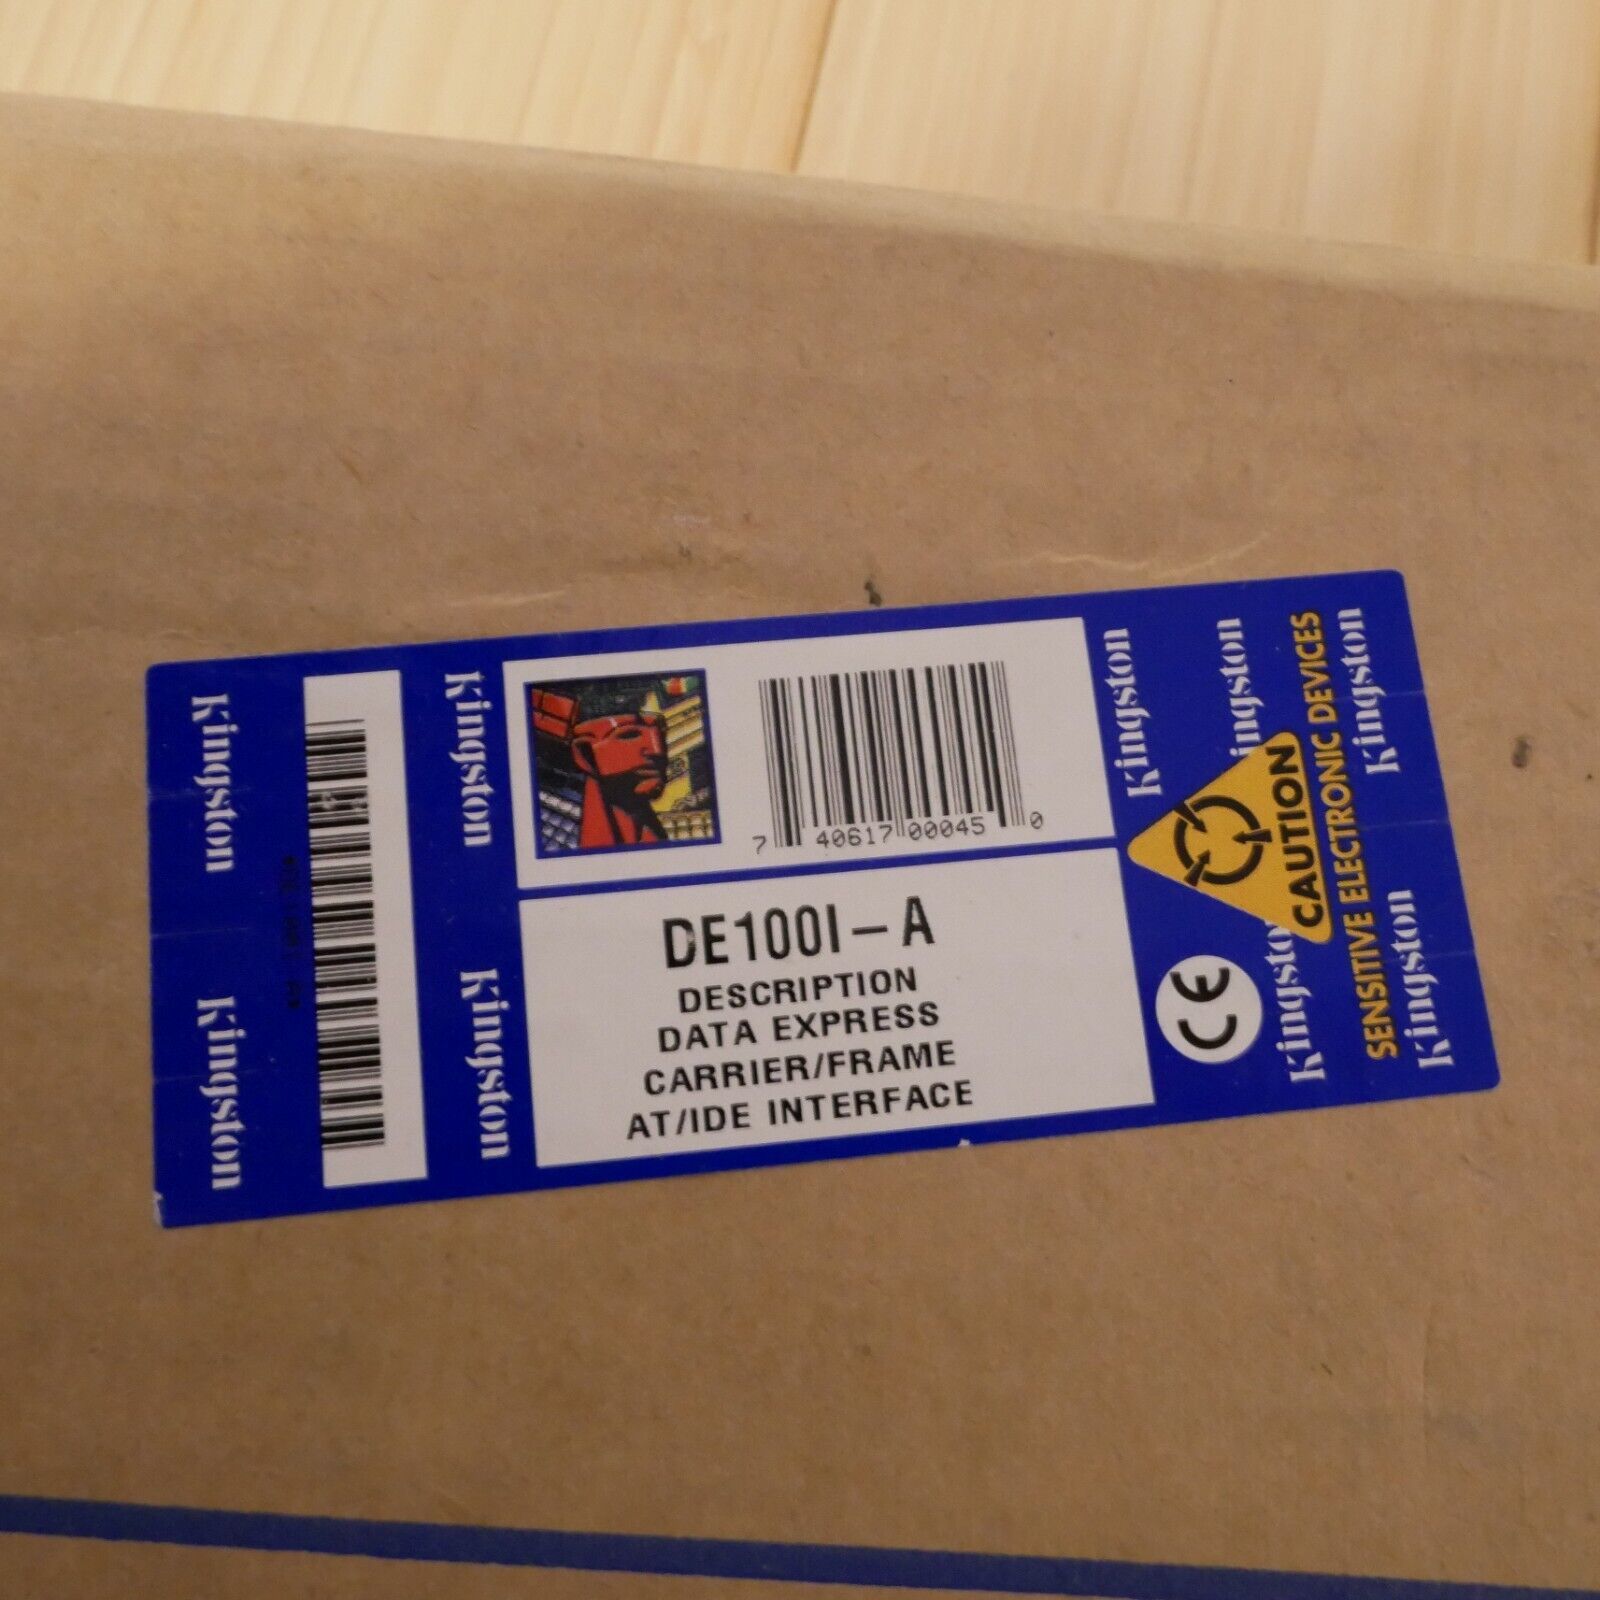 Kingston
Kingston
Kingston
Kingston
7 40617 00045 0
DE100I-A
DESCRIPTION
DATA EXPRESS
CARRIER/FRAME
AT/IDE INTERFACE
Kingston
Kingston
Kingston
Kingston
Kingston
CAUTION
SENSITIVE ELECTRONIC DEVICES
CE